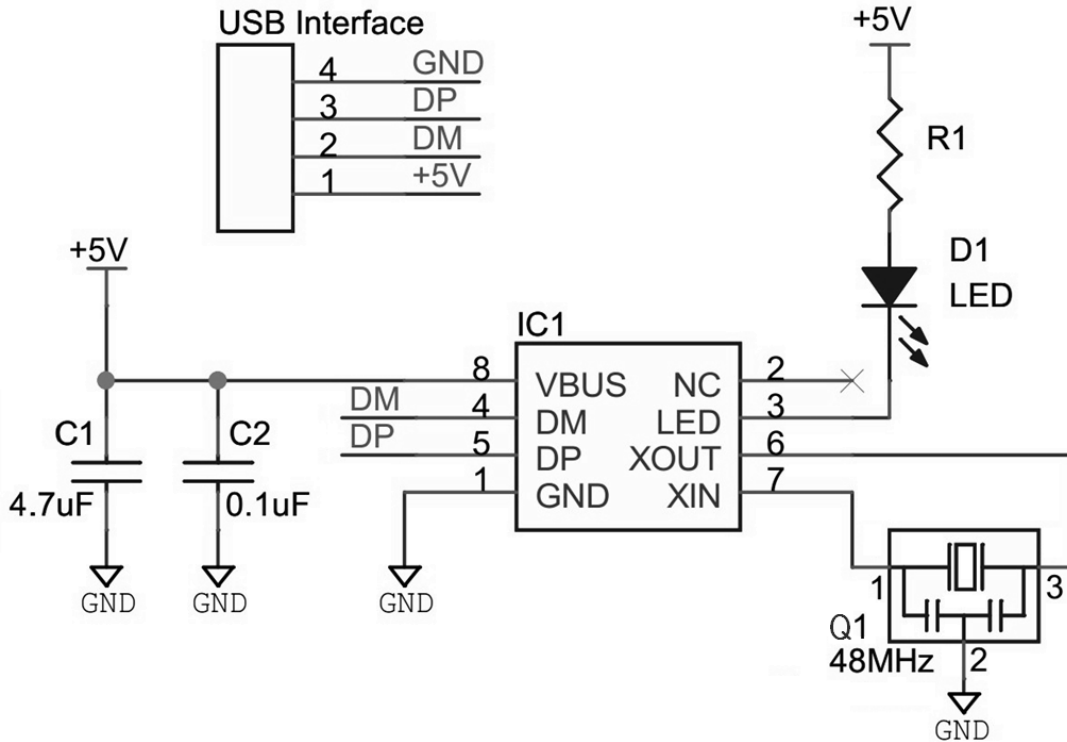 USB Interface
4 GND
3 DP
2 DM
1 +5V
+5V
R1
D1
LED
+5V
C1
4.7uF
C2
0.1uF
GND
GND
GND
IC1
8 VBUS NC 2
DM 4 DM LED 3
DP 5 DP XOUT 6
1 GND XIN 7
1
3
Q1
48MHz
2
GND